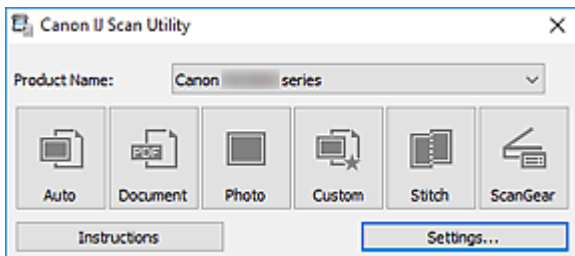 Canon IJ Scan Utility
Product Name: Canon series
PDF
Auto Document Photo Custom Stitch ScanGear
Instructions Settings...